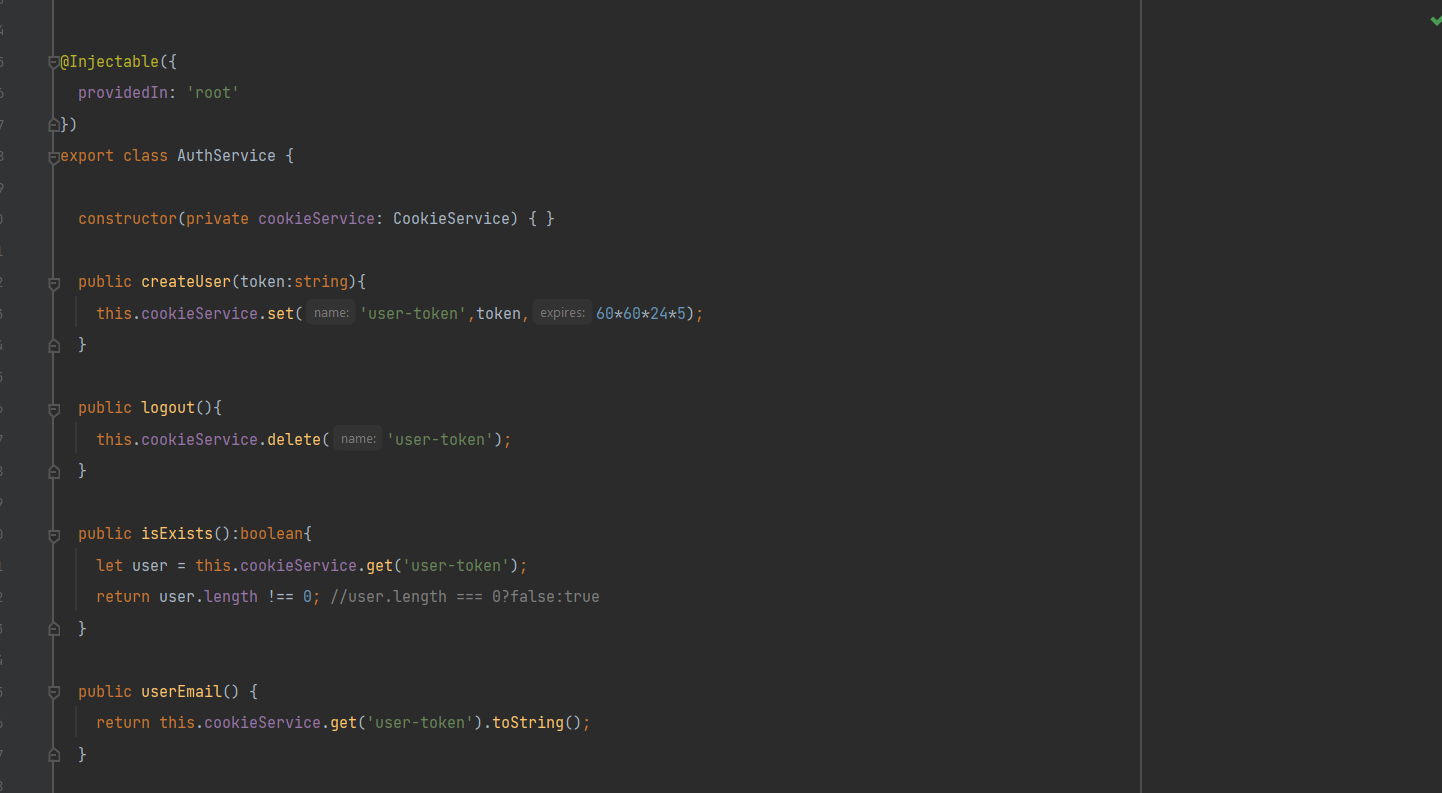 @Injectable({
providedIn: 'root'
})
export class AuthService {
constructor(private cookieService: CookieService) { }
public createUser(token:string){
this.cookieService.set( name: 'user-token',token, expires: 60*60*24*5);
}
public logout(){
this.cookieService.delete( name: 'user-token');
}
public isExists():boolean{
let user = this.cookieService.get('user-token');
return user.length !== 0; //user.length === 0?false:true
}
public userEmail() {
return this.cookieService.get('user-token').toString();
}